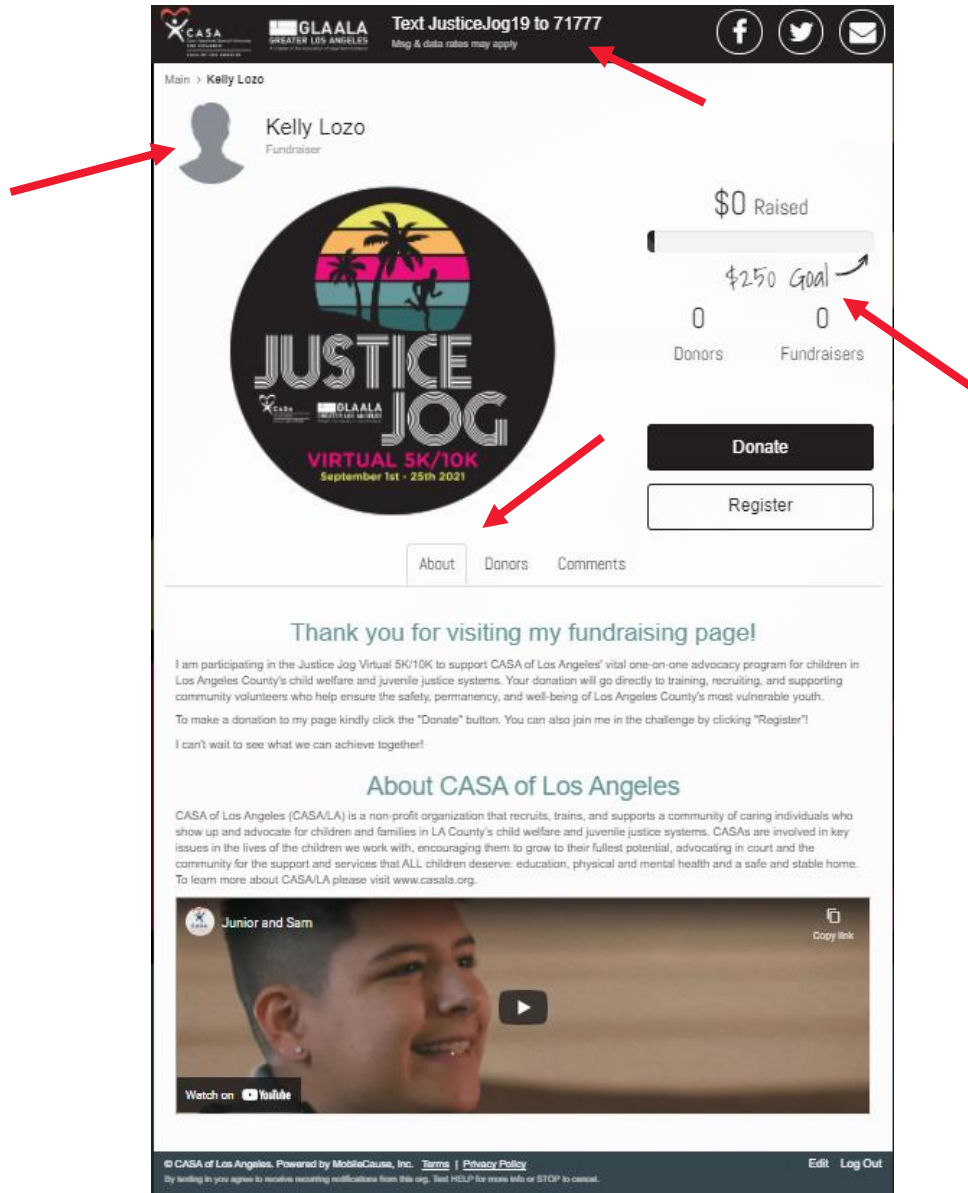 CASA
GLAALA
GREATER LOS ANGELES
Text JusticeJog19 to 71777
Msg & data rates may apply
Main > Kelly Lozo
Kelly Lozo
Fundraiser
$0 Raised
$250 Goal
0 0
Donors Fundraisers
JUSTICE
JOG
CASA GLAALA
VIRTUAL 5K/10K
September 1st - 25th 2021
Donate
Register
About Donors Comments
Thank you for visiting my fundraising page!
I am participating in the Justice Jog Virtual 5K/10K to support CASA of Los Angeles' vital one-on-one advocacy program for children in
Los Angeles County's child welfare and juvenile justice systems. Your donation will go directly to training, recruiting, and supporting
community volunteers who help ensure the safety, permanency, and well-being of Los Angeles County's most vulnerable youth.
To make a donation to my page kindly click the "Donate" button. You can also join me in the challenge by clicking "Register"!
I can't wait to see what we can achieve together!
About CASA of Los Angeles
CASA of Los Angeles (CASA/LA) is a non-profit organization that recruits, trains, and supports a community of caring individuals who
show up and advocate for children and families in LA County's child welfare and juvenile justice systems. CASAs are involved in key
issues in the lives of the children we work with, encouraging them to grow to their fullest potential, advocating in court and the
community for the support and services that ALL children deserve: education, physical and mental health and a safe and stable home.
To learn more about CASA/LA please visit www.casala.org.
Junior and Sam
Copy link
Watch on YouTube
© CASA of Los Angeles. Powered by MobileCause, Inc. Terms | Privacy Policy
Edit Log Out
By texting in you agree to receive recurring notifications from this org. Text HELP for more info or STOP to cancel.